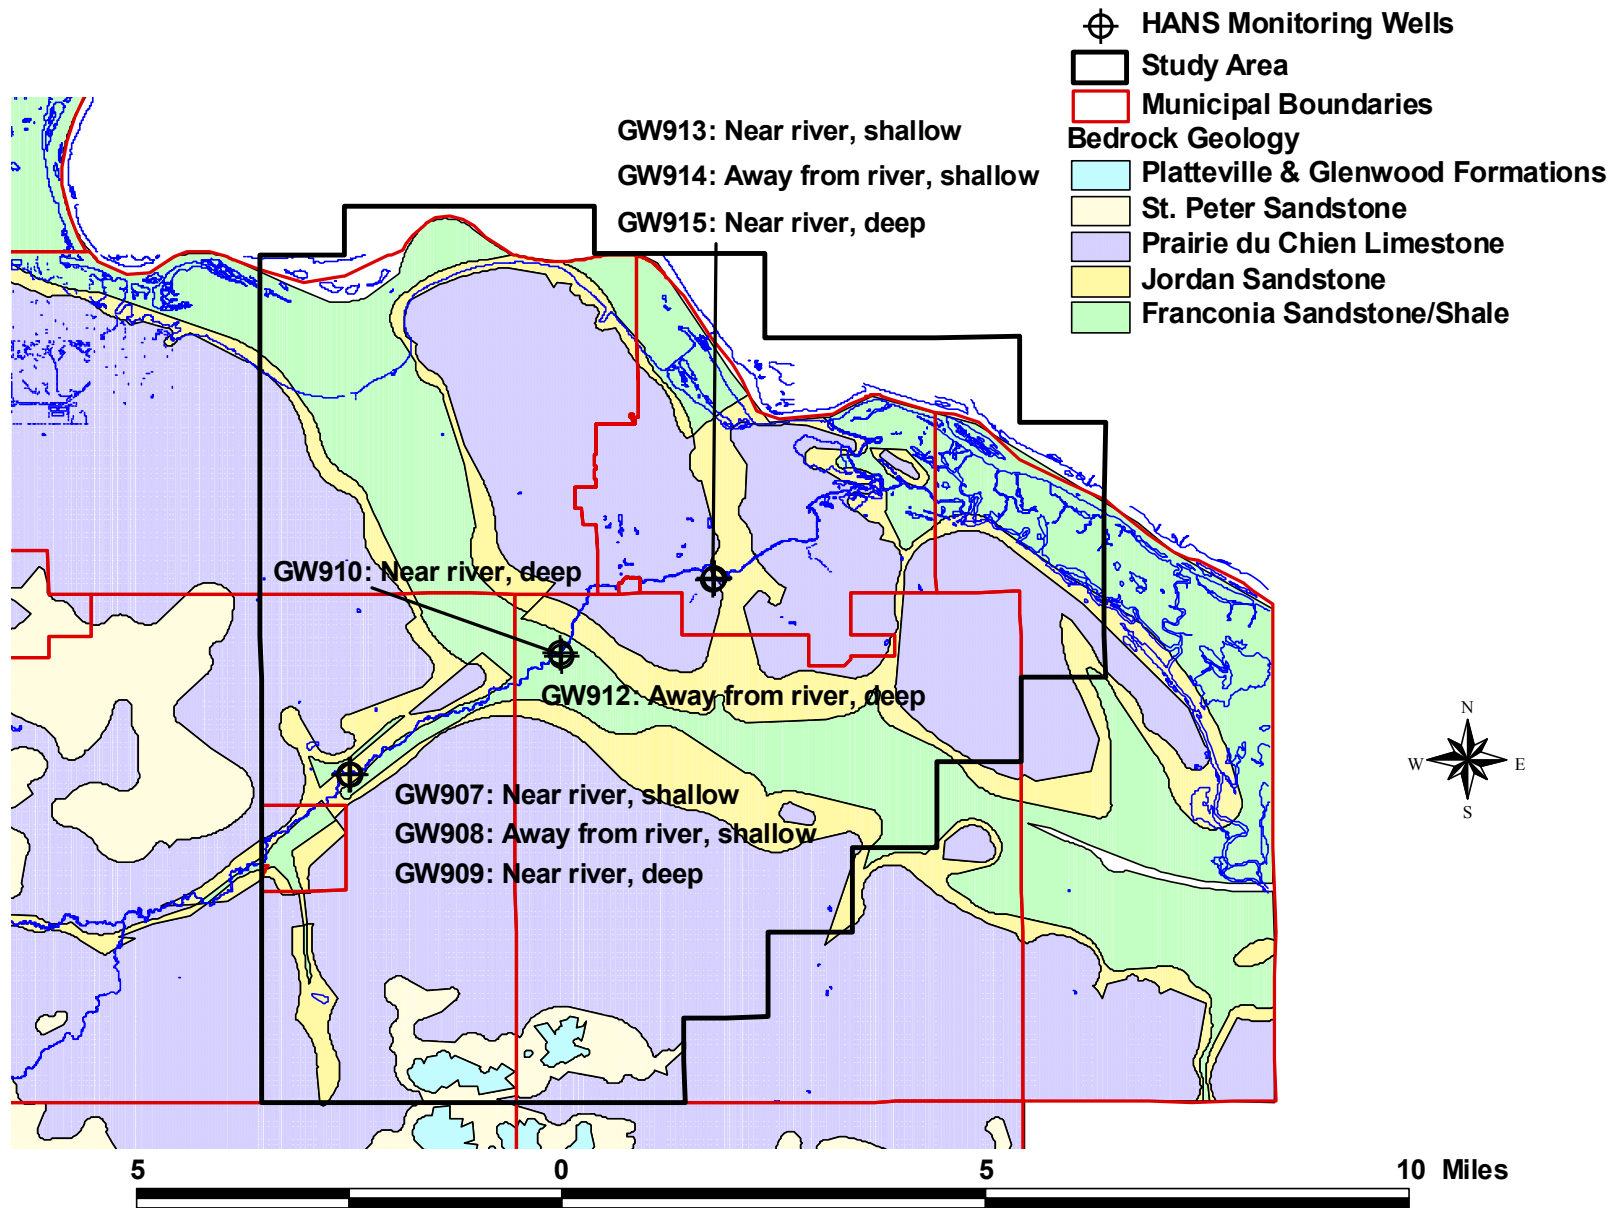 HANS Monitoring Wells
Study Area
Municipal Boundaries
Bedrock Geology
Platteville & Glenwood Formations
St. Peter Sandstone
Prairie du Chien Limestone
Jordan Sandstone
Franconia Sandstone/Shale
GW913: Near river, shallow
GW914: Away from river, shallow
GW915: Near river, deep
GW910: Near river, deep
GW912: Away from river, deep
GW907: Near river, shallow
GW908: Away from river, shallow
GW909: Near river, deep
N
W E
S
5 0 5 10 Miles